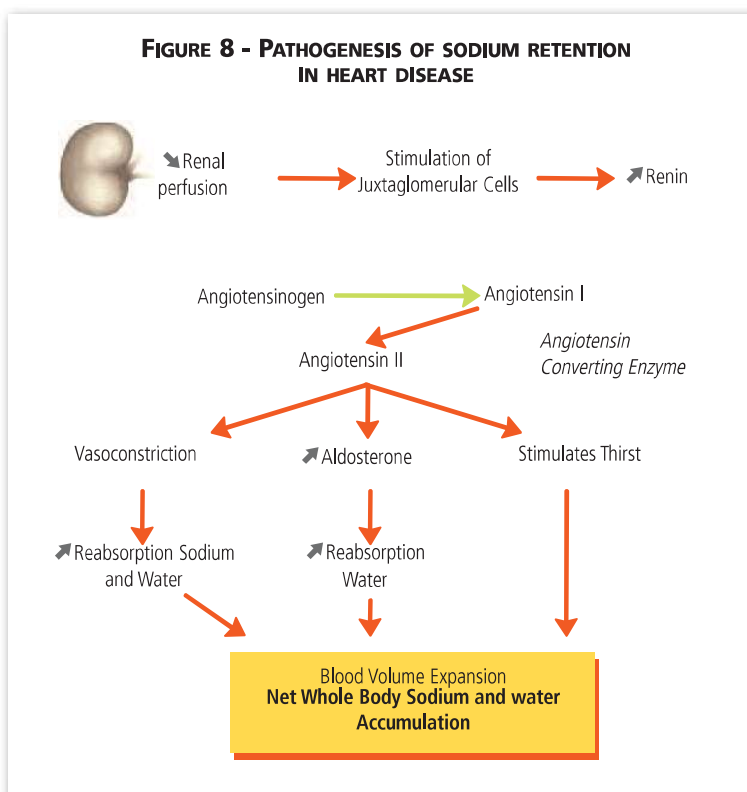 FIGURE 8 - PATHOGENESIS OF SODIUM RETENTION
IN HEART DISEASE
Renal
perfusion
Stimulation of
Juxtaglomerular Cells
Renin
Angiotensinogen
Angiotensin I
Angiotensin
Converting Enzyme
Angiotensin II
Vasoconstriction
Aldosterone
Stimulates Thirst
Reabsorption Sodium
and Water
Reabsorption
Water
Blood Volume Expansion
Net Whole Body Sodium and water
Accumulation